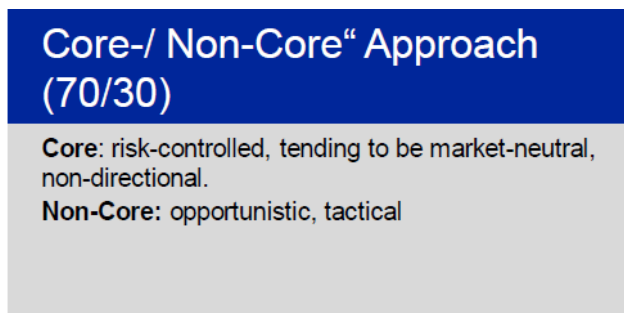 Core-/ Non-Core“ Approach
(70/30)
Core: risk-controlled, tending to be market-neutral,
non-directional.
Non-Core: opportunistic, tactical